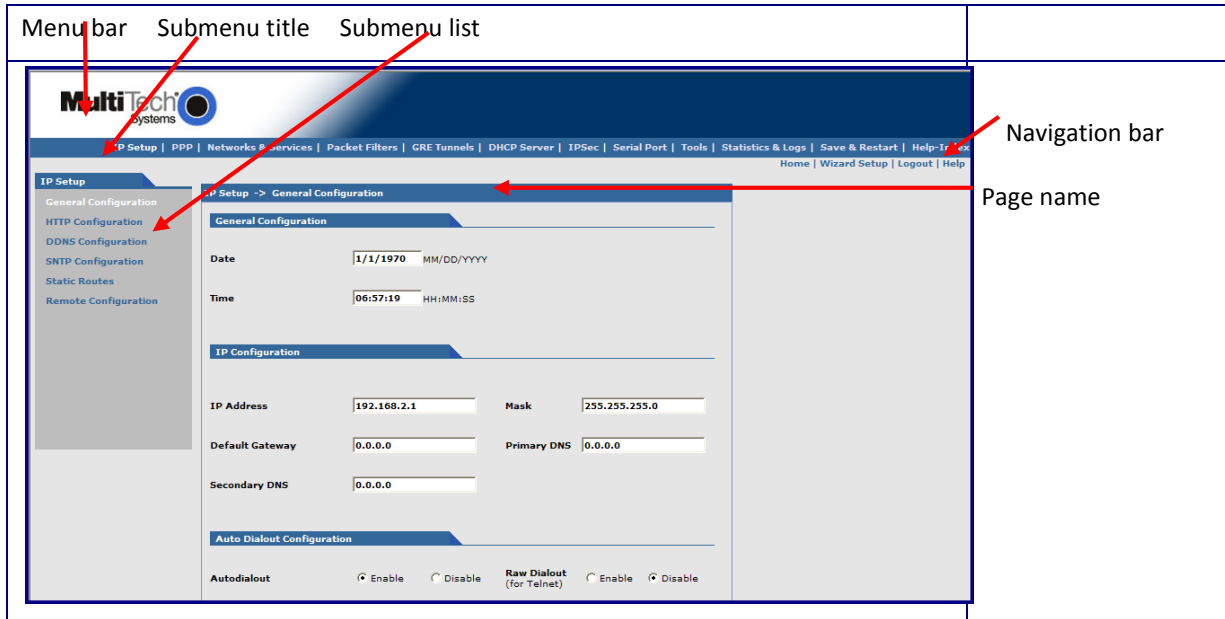 Menu bar Submenu title Submenu list
MultiTech
Systems
IP Setup | PPP | Networks & Services | Packet Filters | GRE Tunnels | DHCP Server | IPSec | Serial Port | Tools | Statistics & Logs | Save & Restart | Help-Index
Home | Wizard Setup | Logout | Help
Navigation bar
Page name
IP Setup
General Configuration
HTTP Configuration
DDNS Configuration
SNTP Configuration
Static Routes
Remote Configuration
IP Setup -> General Configuration
General Configuration
Date 1/1/1970 MM/DD/YYYY
Time 06:57:19 HH:MM:SS
IP Configuration
IP Address 192.168.2.1 Mask 255.255.255.0
Default Gateway 0.0.0.0 Primary DNS 0.0.0.0
Secondary DNS 0.0.0.0
Auto Dialout Configuration
Autodialout Enable Disable Raw Dialout Enable Disable
(for Telnet)